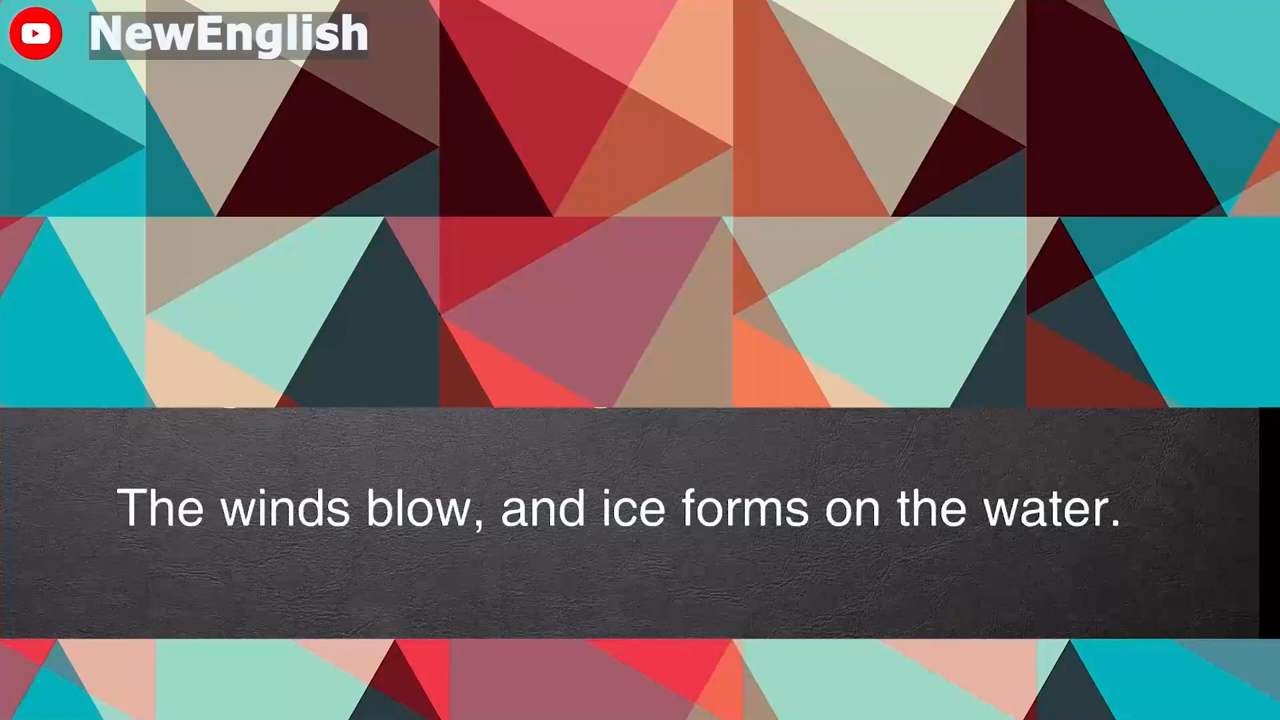 NewEnglish
The winds blow, and ice forms on the water.